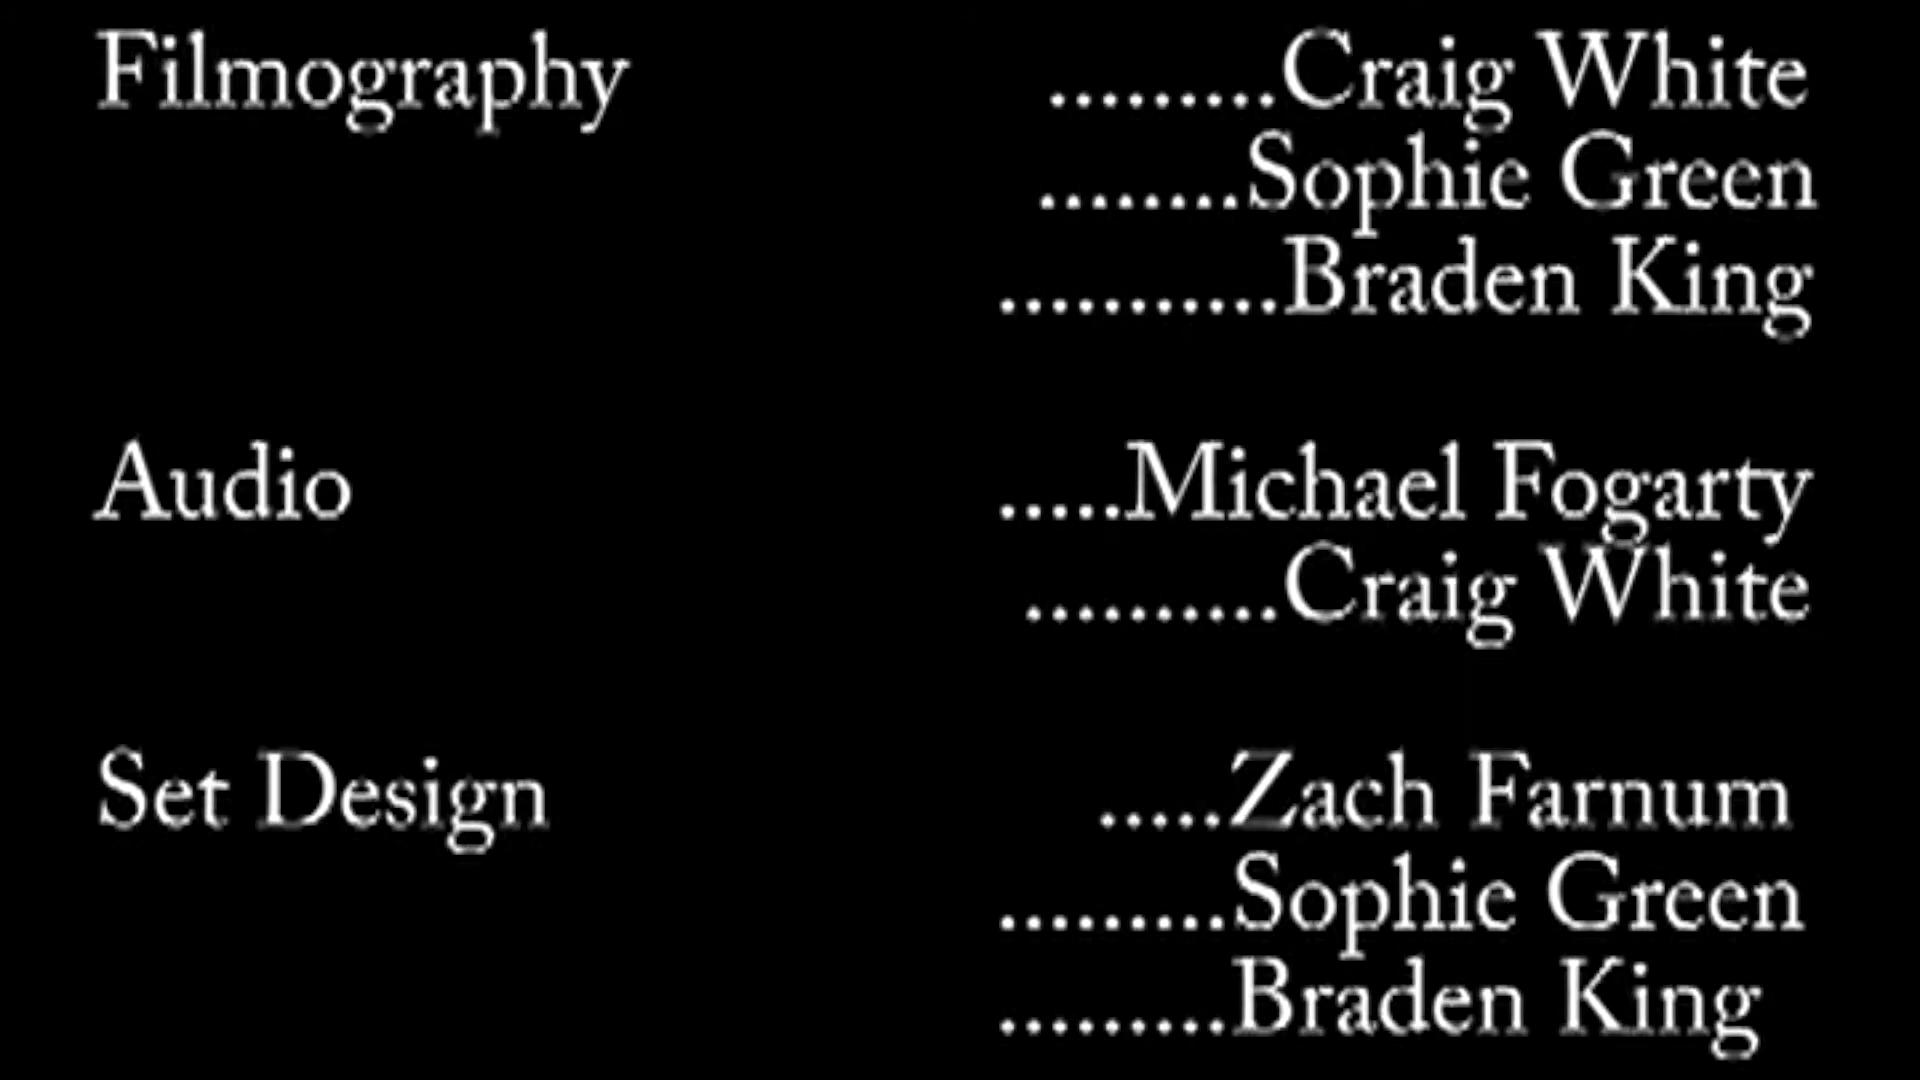 Filmography .........Craig White
........Sophie Green
...........Braden King
Audio .....Michael Fogarty
..........Craig White
Set Design .....Zach Farnum
.........Sophie Green
.........Braden King